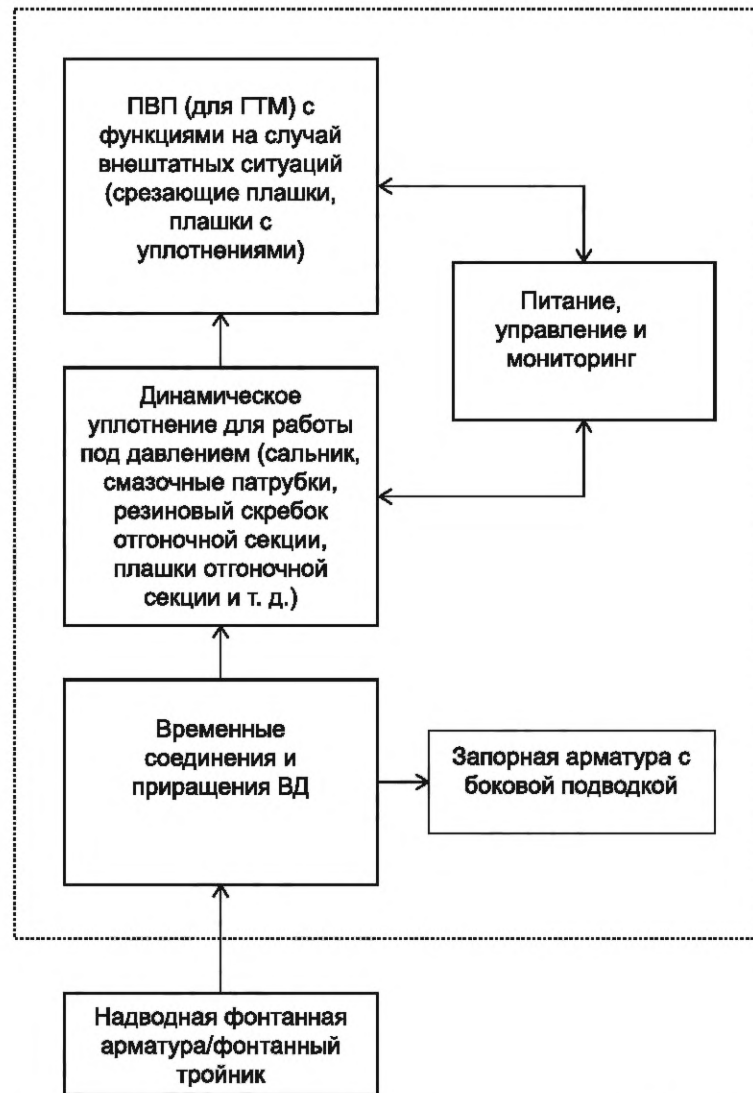 ПВП (для ГТМ) с
функциями на случай
внештатных ситуаций
(срезающие плашки,
плашки с
уплотнениями)
Питание,
управление и
мониторинг
Динамическое
уплотнение для работы
под давлением (сальник,
смазочные патрубки,
резиновый скребок
отгоночной секции,
плашки отгоночной
секции и т. д.)
Временные
соединения и
приращения ВД
Запорная арматура с
боковой подводкой
Надводная фонтанная
арматура/фонтанный
тройник